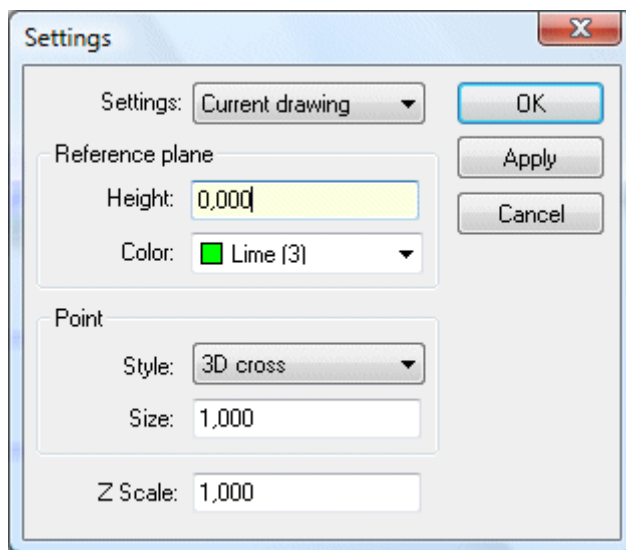 Settings
Settings: Current drawing
OK
Reference plane
Apply
Height: 0,000
Cancel
Color: Lime (3)
Point
Style: 3D cross
Size: 1,000
Z Scale: 1,000